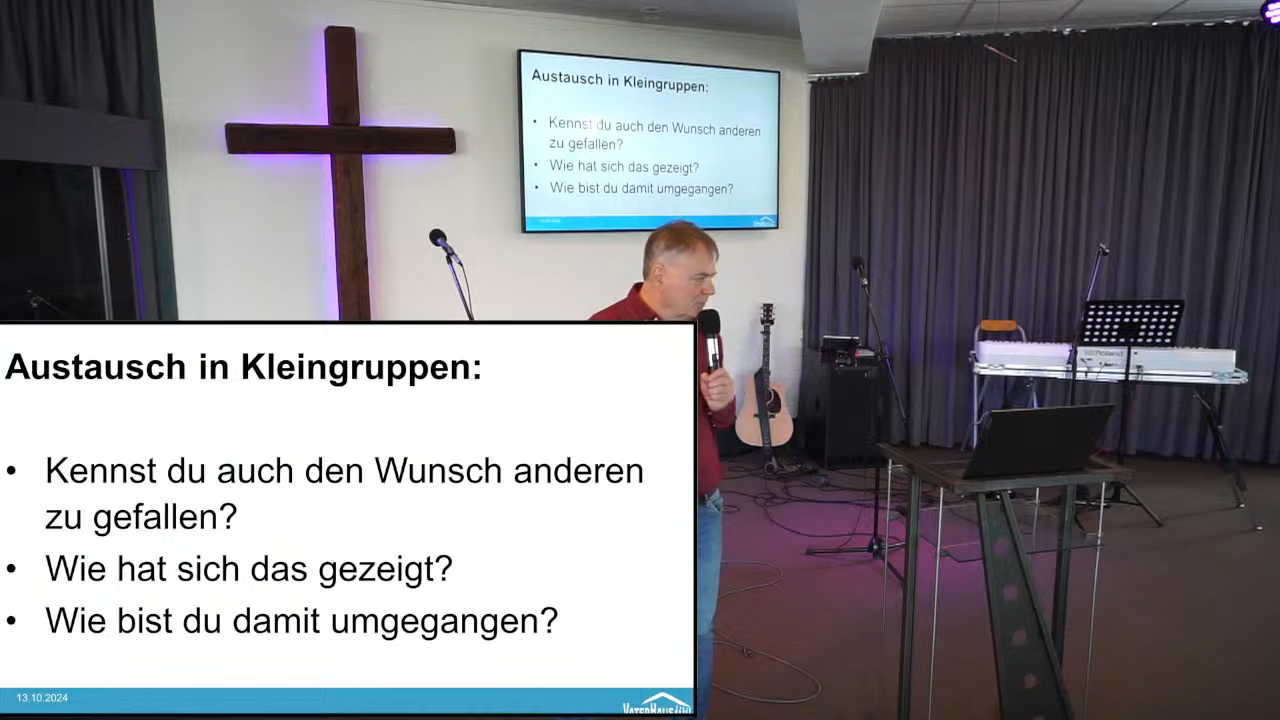 Austausch in Kleingruppen:
• Kennst du auch den Wunsch anderen
zu gefallen?
• Wie hat sich das gezeigt?
• Wie bist du damit umgegangen?
Roland
Austausch in Kleingruppen:
• Kennst du auch den Wunsch anderen
zu gefallen?
• Wie hat sich das gezeigt?
• Wie bist du damit umgegangen?
13.10.2024